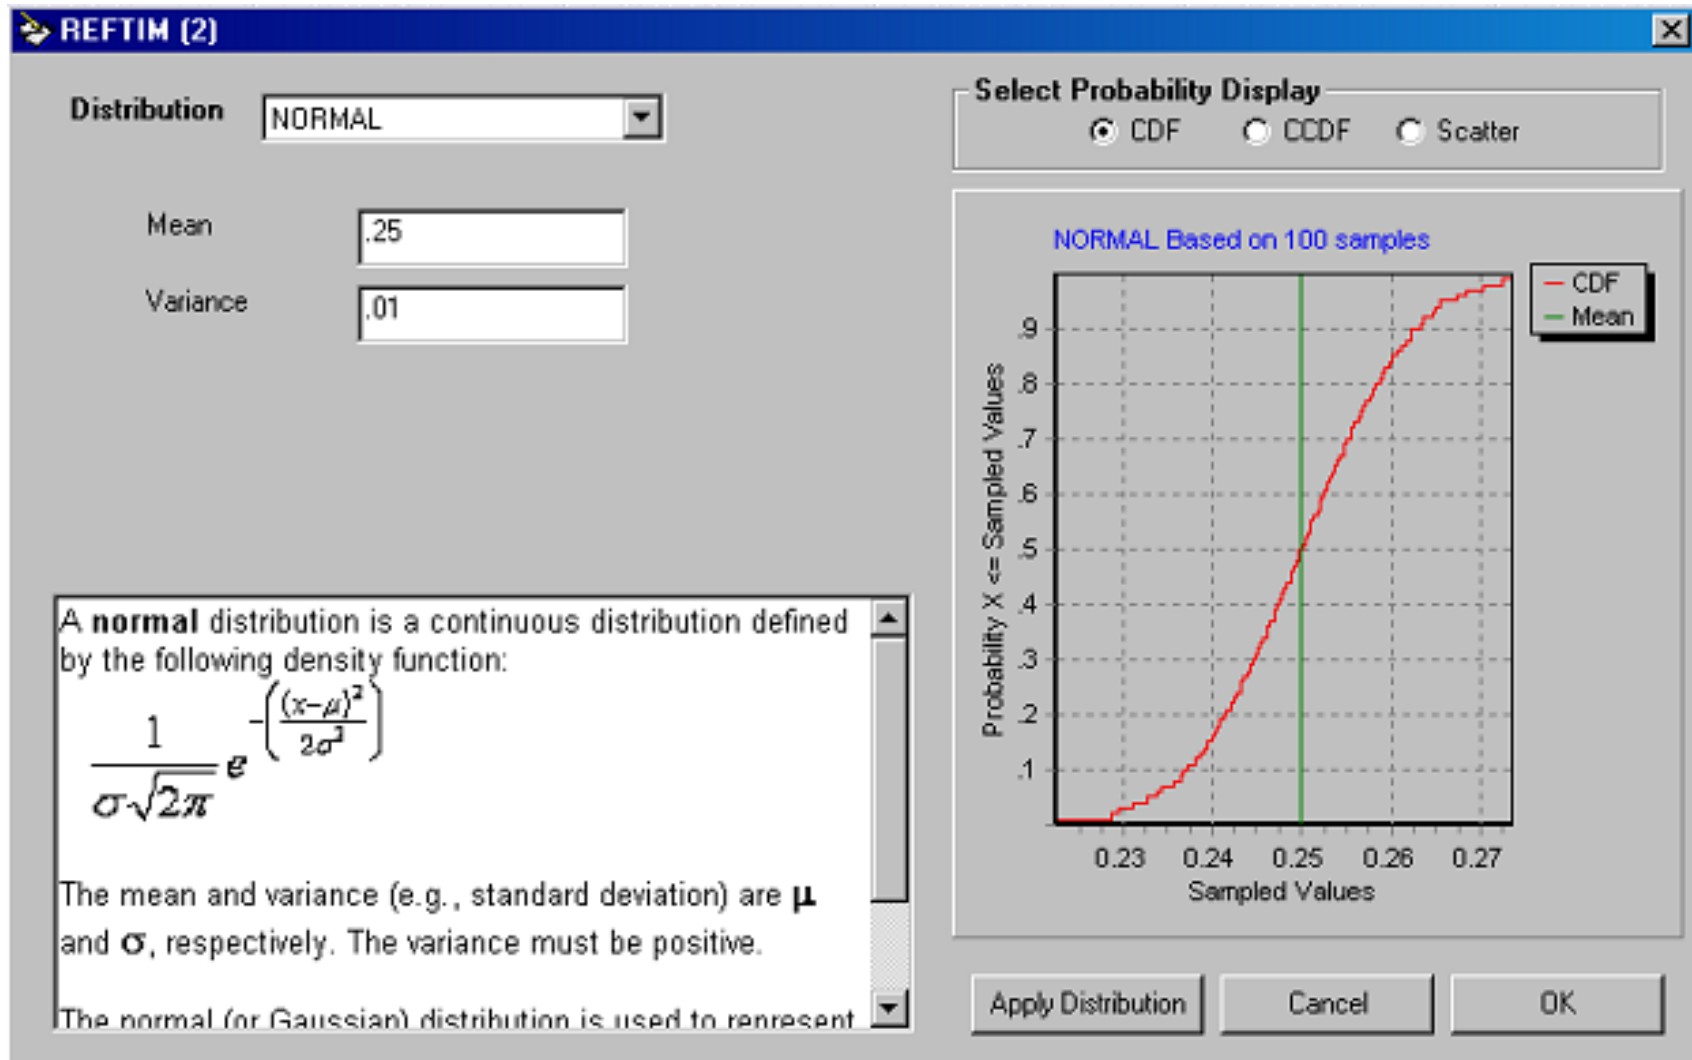 REFTIM (2)
Distribution NORMAL
Mean .25
Variance .01
A normal distribution is a continuous distribution defined
by the following density function:
1/(σ√2π) e^-((x-μ)²/2σ²)
The mean and variance (e.g., standard deviation) are μ
and σ, respectively. The variance must be positive.
The normal (or Gaussian) distribution is used to represent
Select Probability Display
CDF CCDF Scatter
NORMAL Based on 100 samples
CDF
Mean
Probability X <= Sampled Values
.9
.8
.7
.6
.5
.4
.3
.2
.1
0.23 0.24 0.25 0.26 0.27
Sampled Values
Apply Distribution Cancel OK